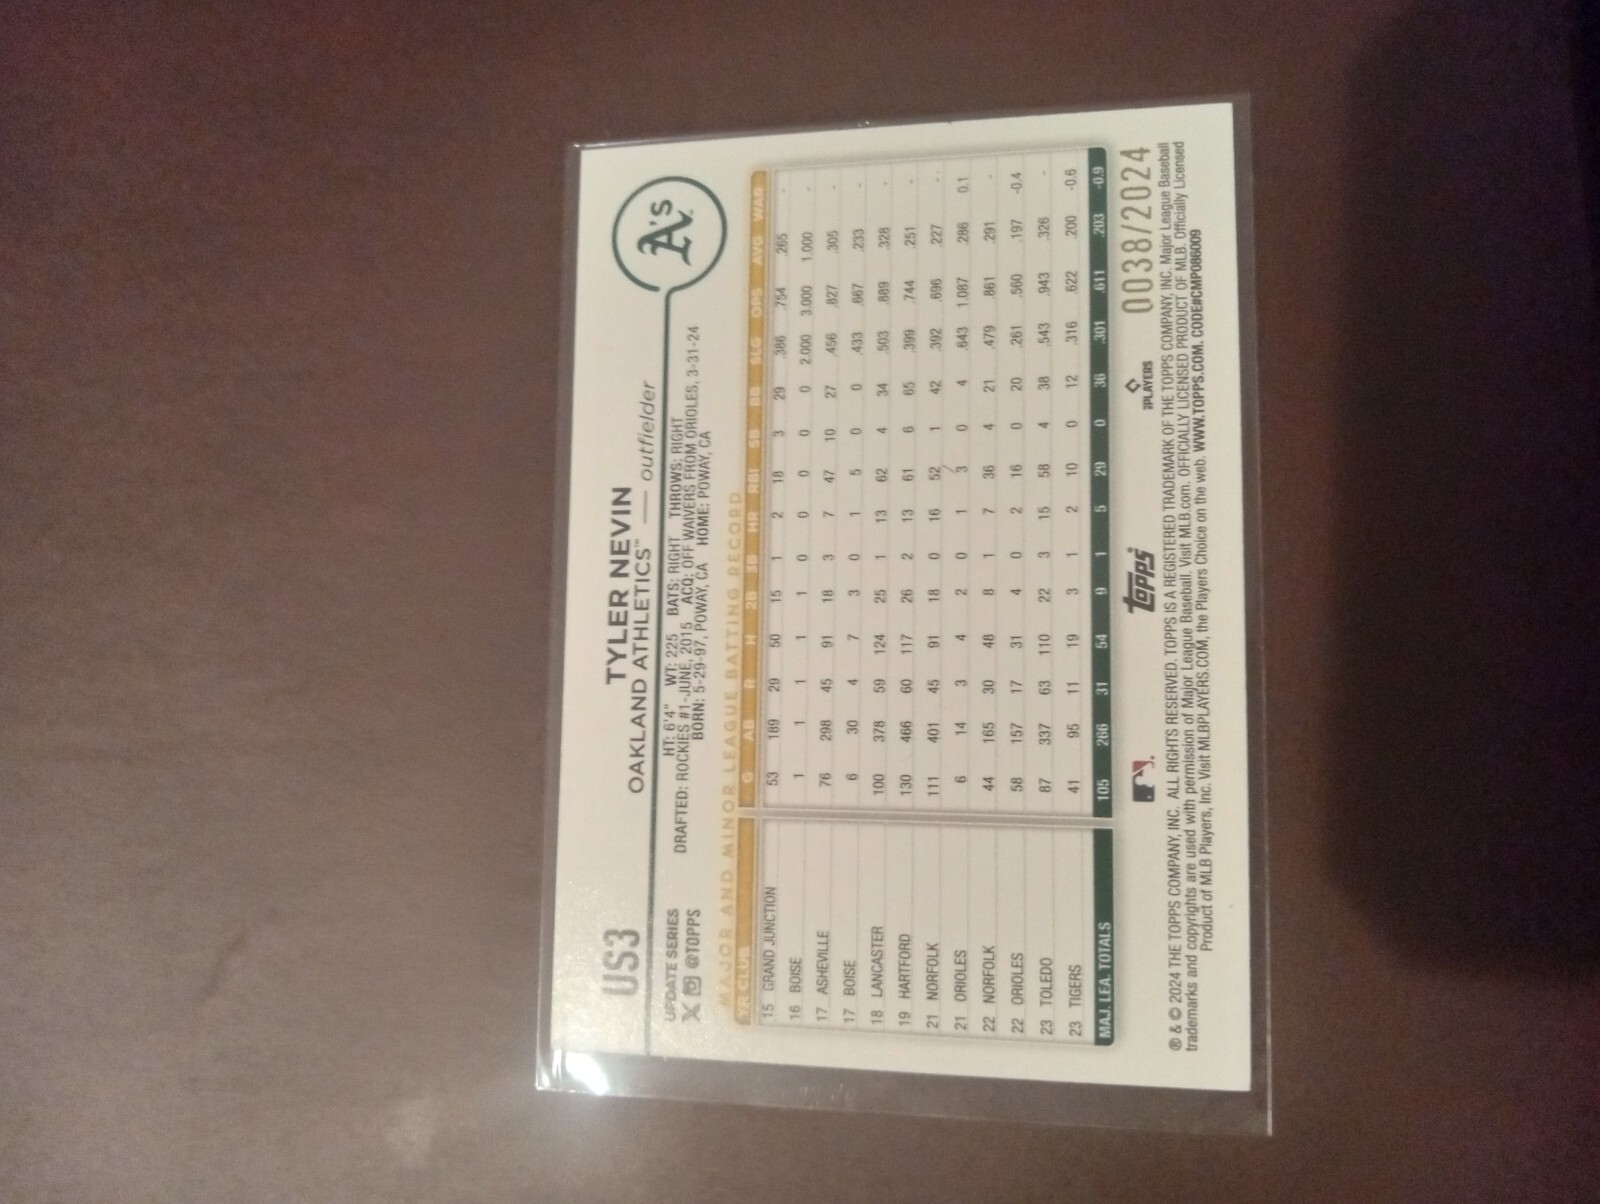 US3
TYLER NEVIN
OAKLAND ATHLETICS™ — outfielder
A's
UPDATE SERIES
@TOPPS
HT: 6'4" WT: 225 BATS: RIGHT THROWS: RIGHT
DRAFTED: ROCKIES #1-JUNE, 2015 ACQ: OFF WAIVERS FROM ORIOLES, 3-31-24
BORN: 5-29-97, POWAY, CA HOME: POWAY, CA
MAJOR AND MINOR LEAGUE BATTING RECORD
YR CLUB G AB R H 2B 3B HR RBI SB BB SLG OPS AVG WAR
15 GRAND JUNCTION 53 189 29 50 15 1 2 18 3 29 .386 .754 .265 -
16 BOISE 1 1 1 1 1 0 0 0 0 0 2.000 3.000 1.000 -
17 ASHEVILLE 76 298 45 91 18 3 7 47 10 27 .456 .827 .305 -
17 BOISE 6 30 4 7 3 0 1 5 0 0 .433 .667 .233 -
18 LANCASTER 100 378 59 124 25 1 13 62 4 34 .503 .889 .328 -
19 HARTFORD 130 466 60 117 26 2 13 61 6 65 .399 .744 .251 -
21 NORFOLK 111 401 45 91 18 0 16 52 1 42 .392 .696 .227 -
21 ORIOLES 6 14 3 4 2 0 1 3 0 4 .643 1.087 .286 0.1
22 NORFOLK 44 165 30 48 8 1 7 36 4 21 .479 .861 .291 -
22 ORIOLES 58 157 17 31 4 0 2 16 0 20 .261 .560 .197 -0.4
23 TOLEDO 87 337 63 110 22 3 15 58 4 38 .543 .943 .326 -
23 TIGERS 41 95 11 19 3 1 2 10 0 12 .316 .622 .200 -0.6
MAJ. LEA. TOTALS 105 266 31 54 9 1 5 29 0 36 .301 .611 .203 -0.9
topps
PLAYERS
0038/2024
® & © 2024 THE TOPPS COMPANY, INC. ALL RIGHTS RESERVED. TOPPS IS A REGISTERED TRADEMARK OF THE TOPPS COMPANY, INC. Major League Baseball
trademarks and copyrights are used with permission of Major League Baseball. Visit MLB.com. OFFICIALLY LICENSED PRODUCT OF MLB. Officially Licensed
Product of MLB Players, Inc. Visit MLBPLAYERS.COM, the Players Choice on the web. WWW.TOPPS.COM. CODE#CMP086009